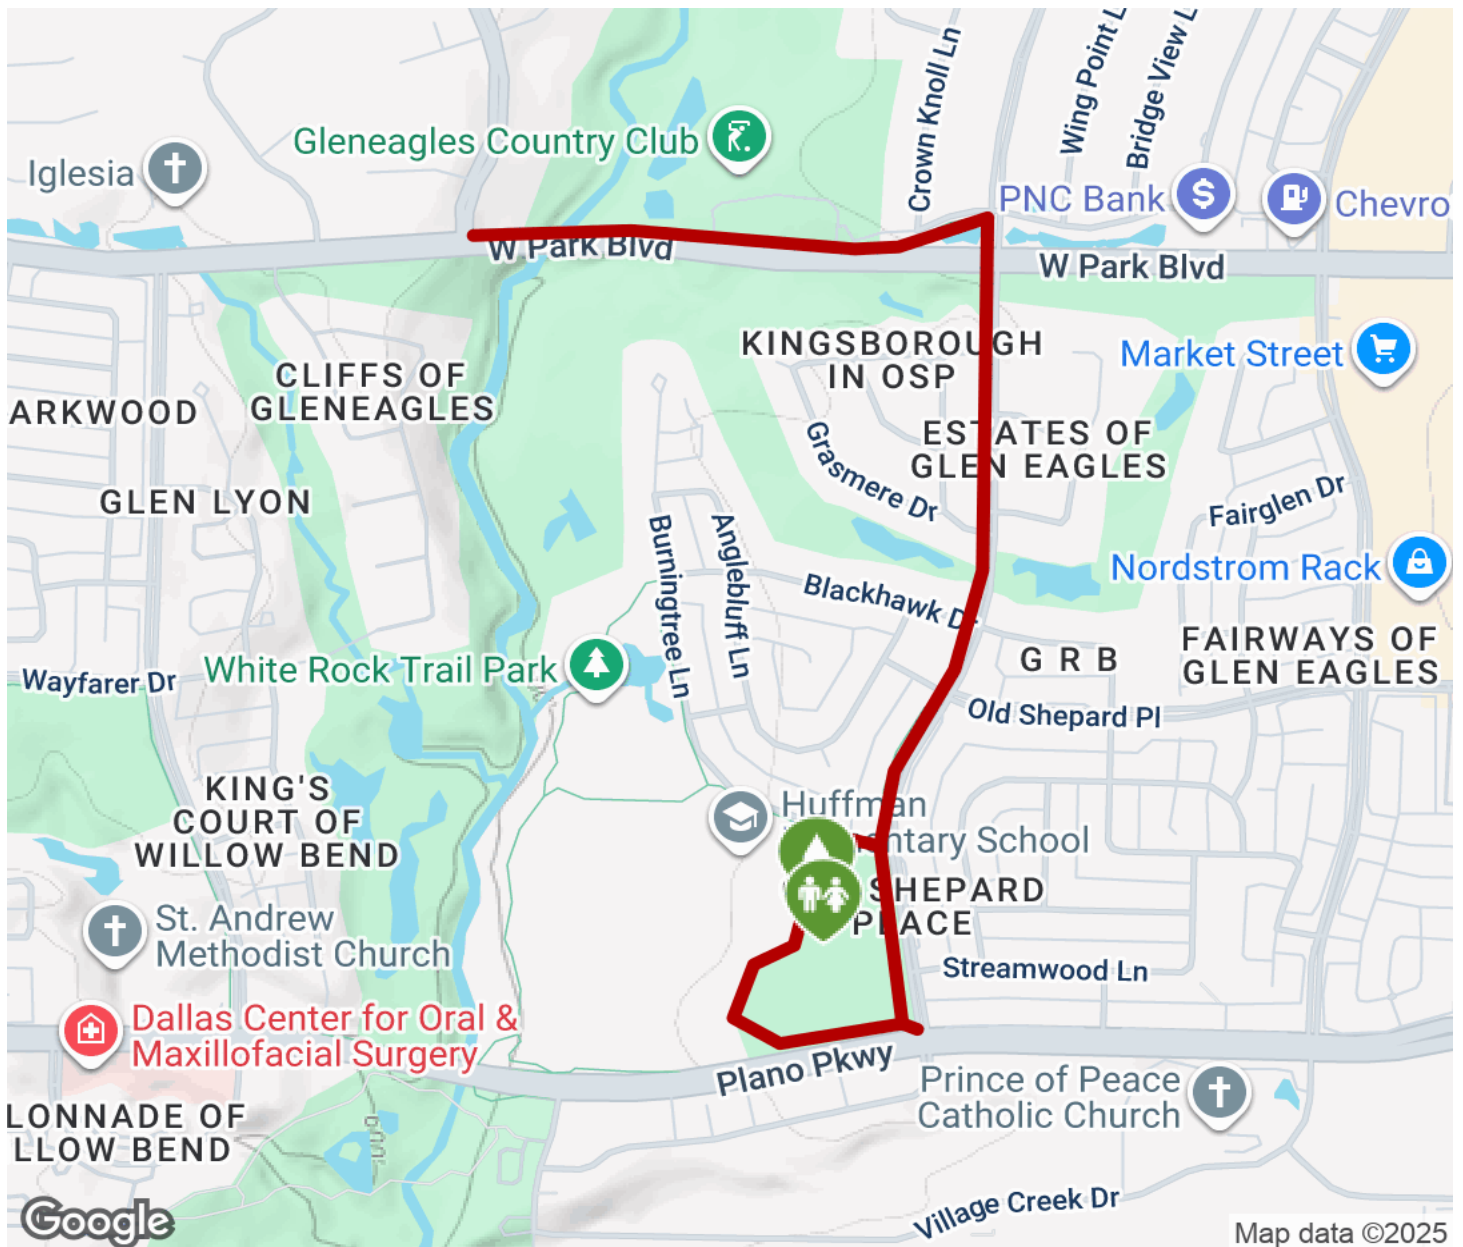 Crown Knoll Ln
Wing Point L
Bridge View L
Gleneagles Country Club
Iglesia
PNC Bank
$
Chevro
W Park Blvd
W Park Blvd
KINGSBOROUGH
IN OSP
Market Street
CLIFFS OF
GLENEAGLES
ARKWOOD
ESTATES OF
GLEN EAGLES
Grasmere Dr
GLEN LYON
Fairglen Dr
Burningtree Ln
Anglebluff Ln
Nordstrom Rack
Blackhawk D
FAIRWAYS OF
GLEN EAGLES
G R B
White Rock Trail Park
Wayfarer Dr
Old Shepard Pl
KING'S
COURT OF
WILLOW BEND
Huffman
entary School
SHEPARD
PLACE
St. Andrew
Methodist Church
Streamwood Ln
Dallas Center for Oral &
Maxillofacial Surgery
Plano Pkwy
Prince of Peace
Catholic Church
LONNADE OF
LLOW BEND
Village Creek Dr
Google
Map data ©2025